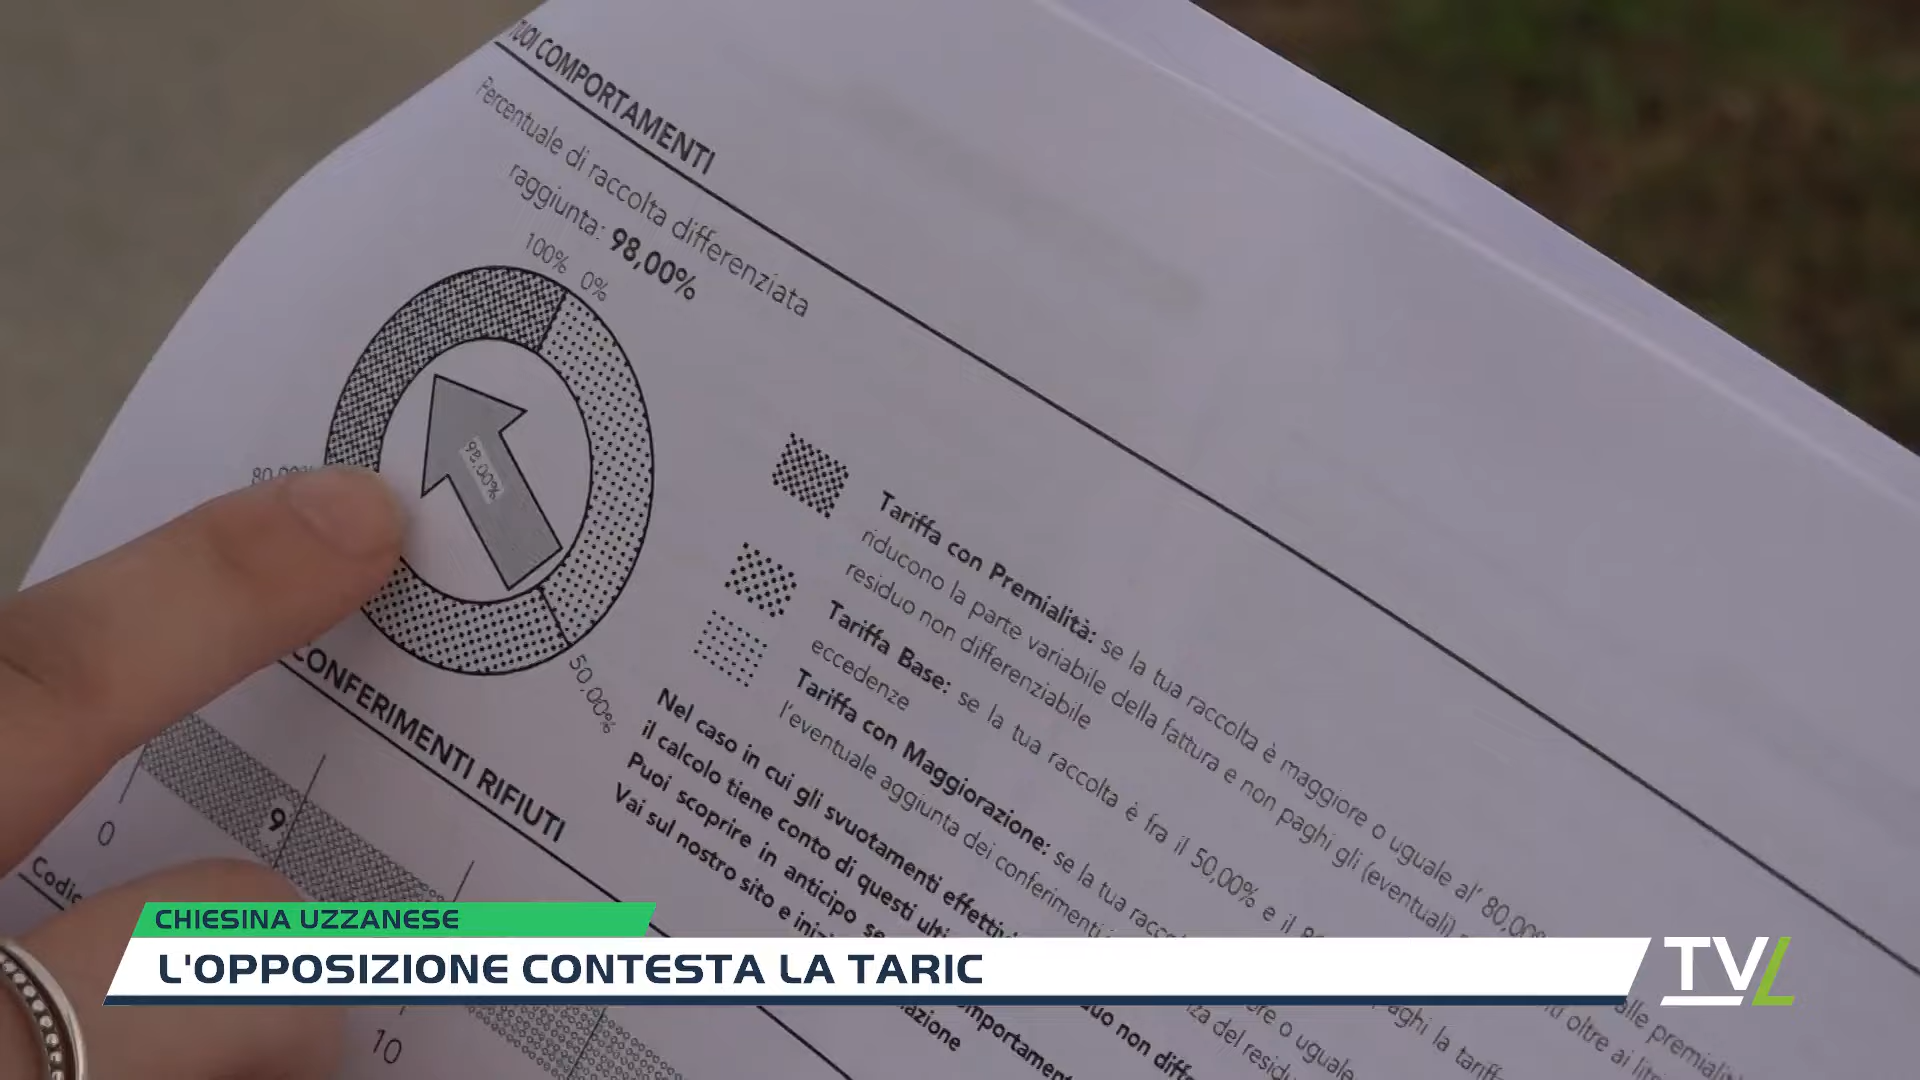 TUOI COMPORTAMENTI
Percentuale di raccolta differenziata
raggiunta: 98,00%
100% 0%
98,00%
80,00%
50,00%
Tariffa con Premialità: se la tua raccolta è maggiore o uguale al' 80,00%
riducono la parte variabile della fattura e non paghi gli (eventuali)
residuo non differenziabile
Tariffa Base: se la tua raccolta è fra il 50,00% e il
eccedenze
Tariffa con Maggiorazione: se la tua
l'eventuale aggiunta dei conferimenti
Nel caso in cui gli svuotamenti effettivi
il calcolo tiene conto di questi
Puoi scoprire in anticipo
Vai sul nostro sito e
CONFERIMENTI RIFIUTI
9
0
10
CHIESINA UZZANESE
L'OPPOSIZIONE CONTESTA LA TARIC
TVL